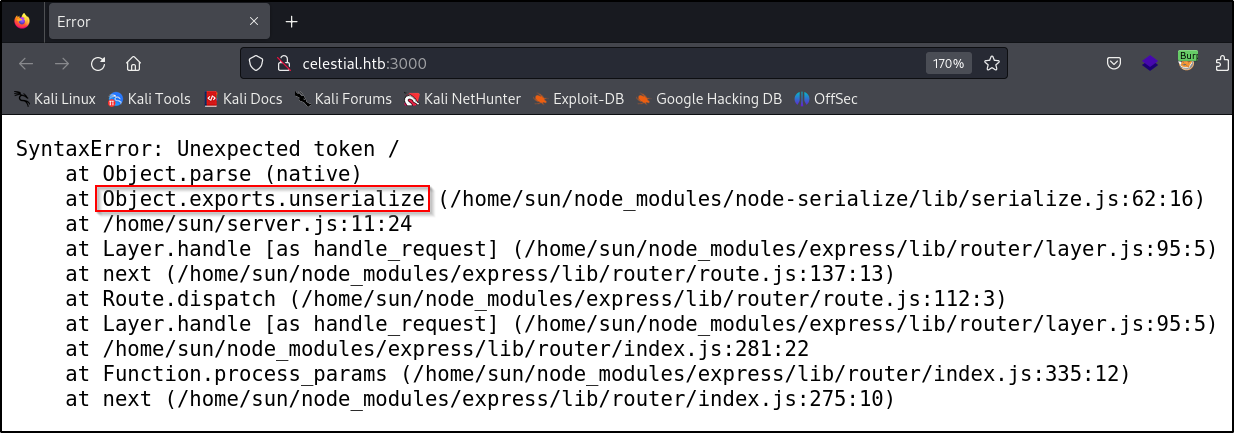 Error
celestial.htb:3000
170%
Burp
Kali Linux
Kali Tools
Kali Docs
Kali Forums
Kali NetHunter
Exploit-DB
Google Hacking DB
OffSec
SyntaxError: Unexpected token /
at Object.parse (native)
at Object.exports.unserialize (/home/sun/node_modules/node-serialize/lib/serialize.js:62:16)
at /home/sun/server.js:11:24
at Layer.handle [as handle_request] (/home/sun/node_modules/express/lib/router/layer.js:95:5)
at next (/home/sun/node_modules/express/lib/router/route.js:137:13)
at Route.dispatch (/home/sun/node_modules/express/lib/router/route.js:112:3)
at Layer.handle [as handle_request] (/home/sun/node_modules/express/lib/router/layer.js:95:5)
at /home/sun/node_modules/express/lib/router/index.js:281:22
at Function.process_params (/home/sun/node_modules/express/lib/router/index.js:335:12)
at next (/home/sun/node_modules/express/lib/router/index.js:275:10)